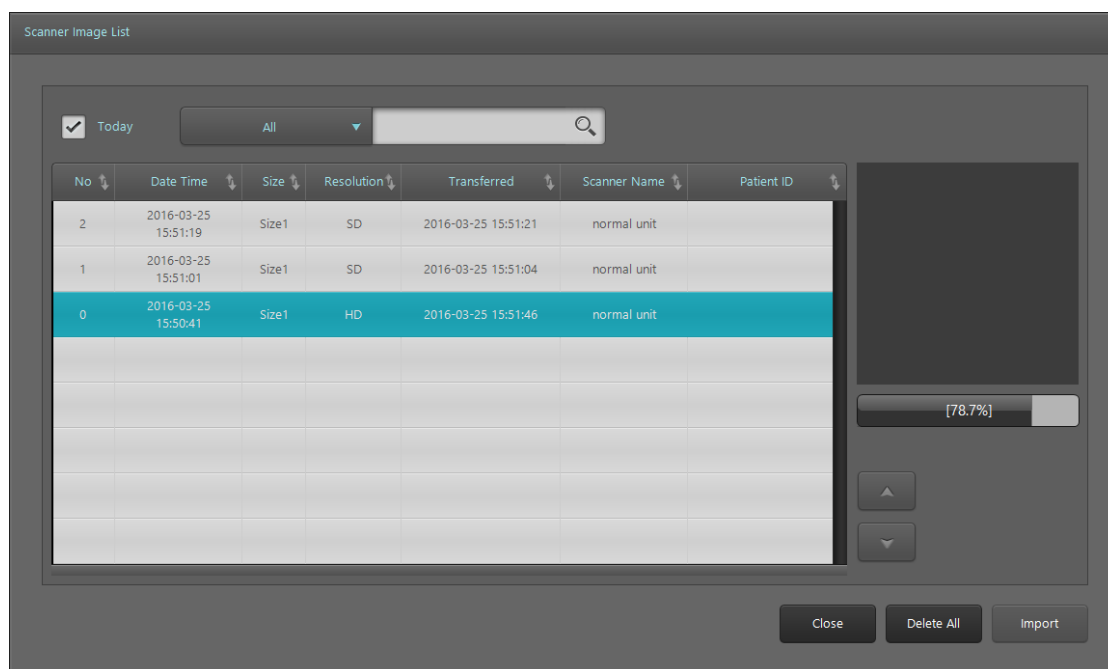 Scanner Image List
Today All
No Date Time Size Resolution Transferred Scanner Name Patient ID
2 2016-03-25 15:51:19 Size1 SD 2016-03-25 15:51:21 normal unit
1 2016-03-25 15:51:01 Size1 SD 2016-03-25 15:51:04 normal unit
0 2016-03-25 15:50:41 Size1 HD 2016-03-25 15:51:46 normal unit
[78.7%]
Close Delete All Import